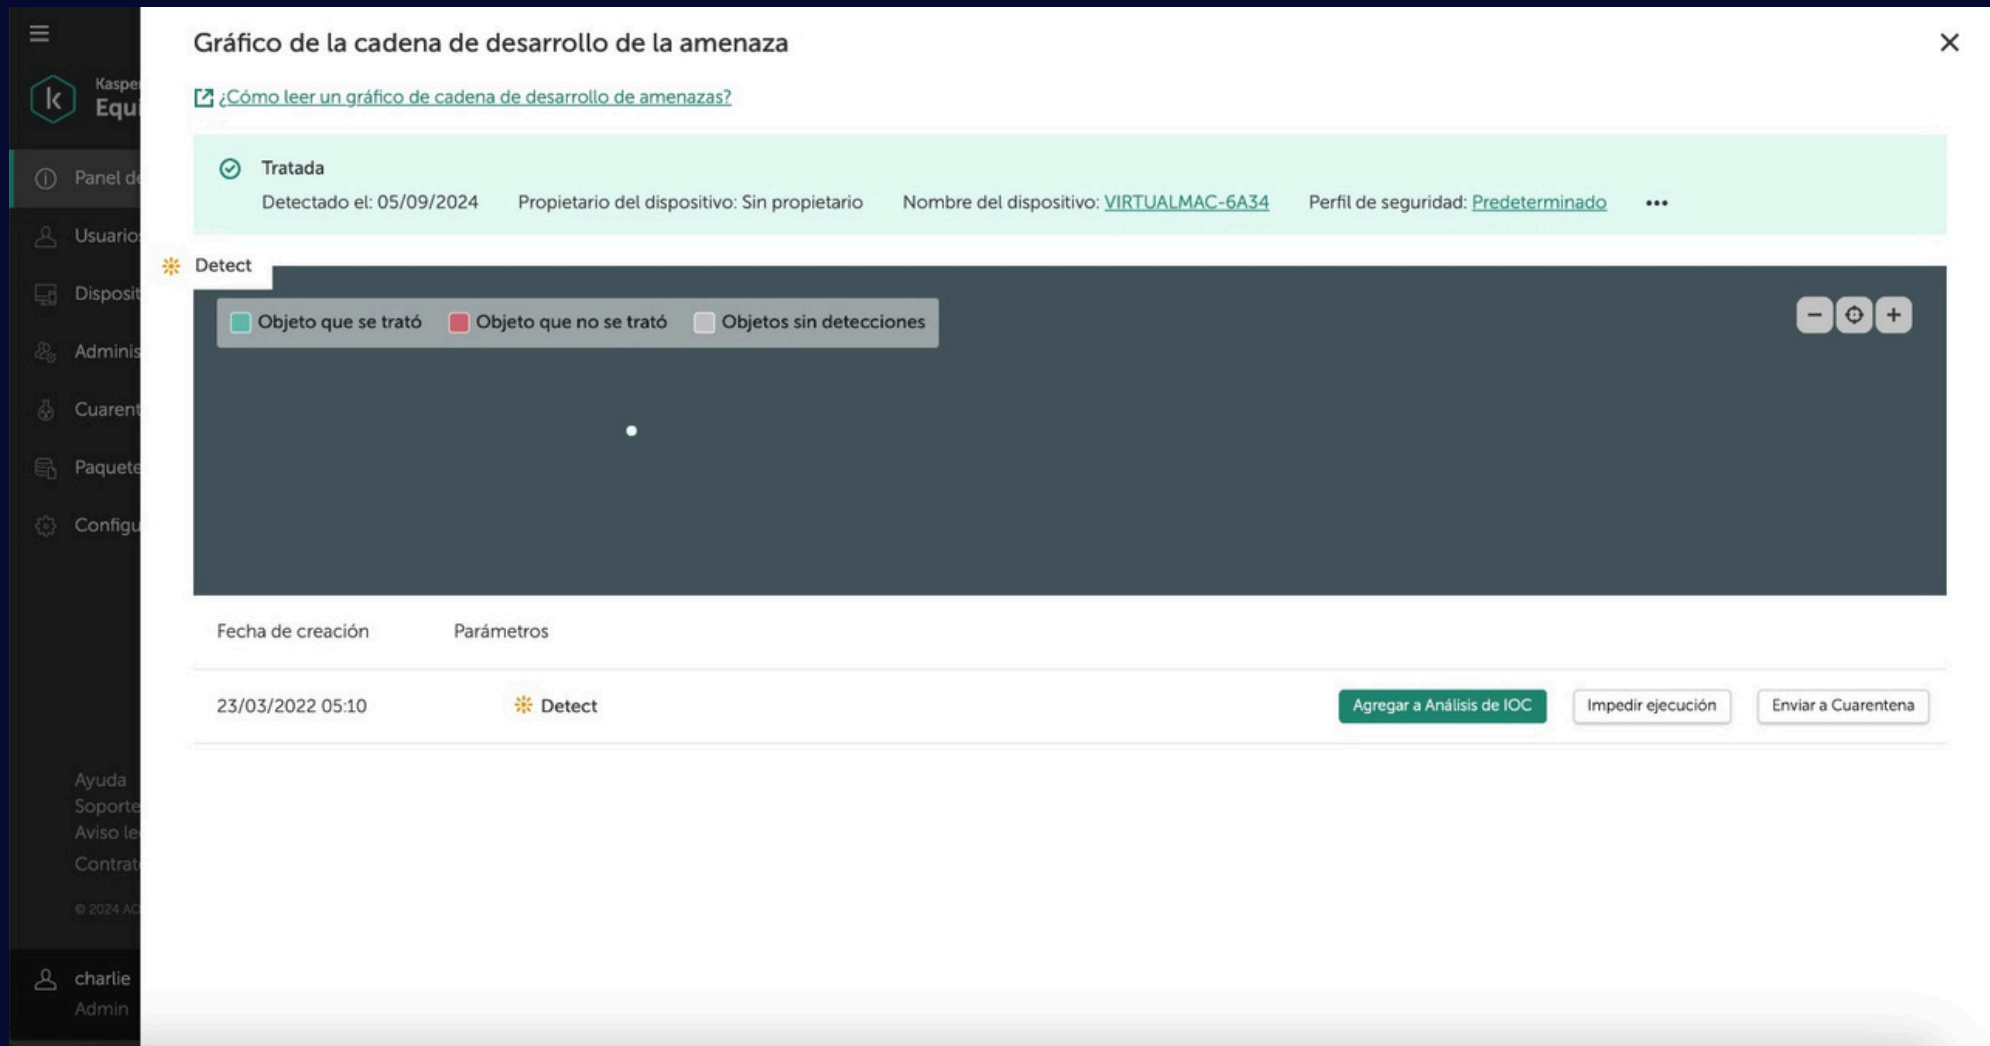 Gráfico de la cadena de desarrollo de la amenaza
¿Cómo leer un gráfico de cadena de desarrollo de amenazas?
Tratada
Detectado el: 05/09/2024 Propietario del dispositivo: Sin propietario Nombre del dispositivo: VIRTUALMAC-6A34 Perfil de seguridad: Predeterminado •••
Detect
Objeto que se trató Objeto que no se trató Objetos sin detecciones
Fecha de creación Parámetros
23/03/2022 05:10 Detect Agregar a Análisis de IOC Impedir ejecución Enviar a Cuarentena
k
Kasper
Equi
Panel de
Usuario
Disposit
Adminis
Cuarent
Paquete
Configu
Ayuda
Soporte
Aviso le
Contrat
© 2024 AO
charlie
Admin